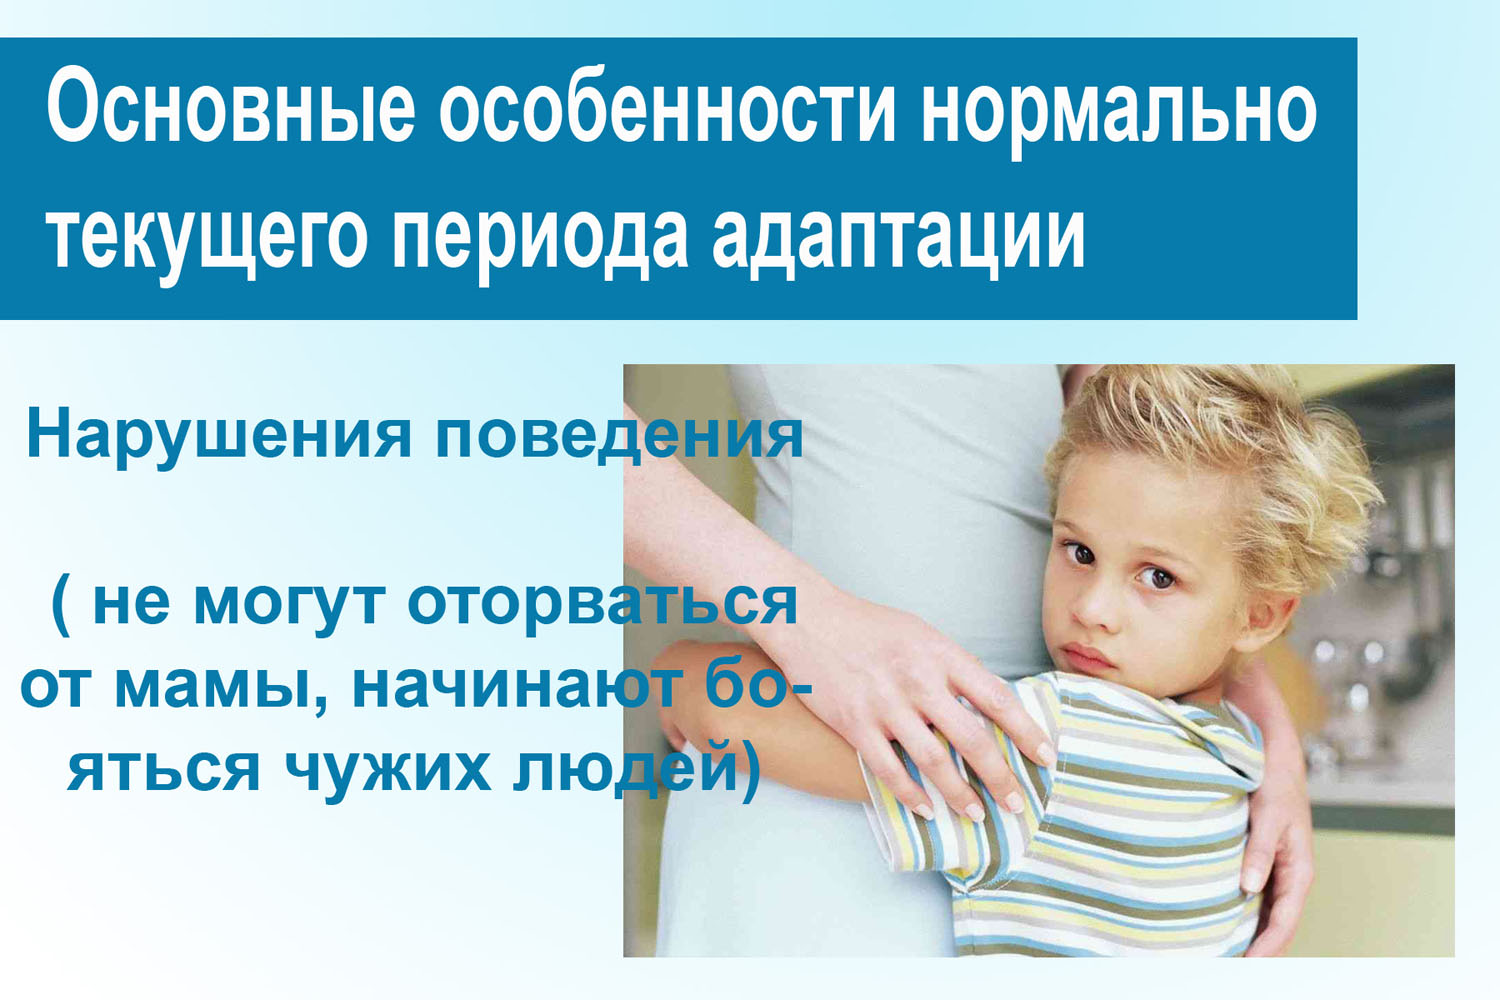 Основные особенности нормально
текущего периода адаптации
Нарушения поведения
( не могут оторваться
от мамы, начинают бо-
яться чужих людей)